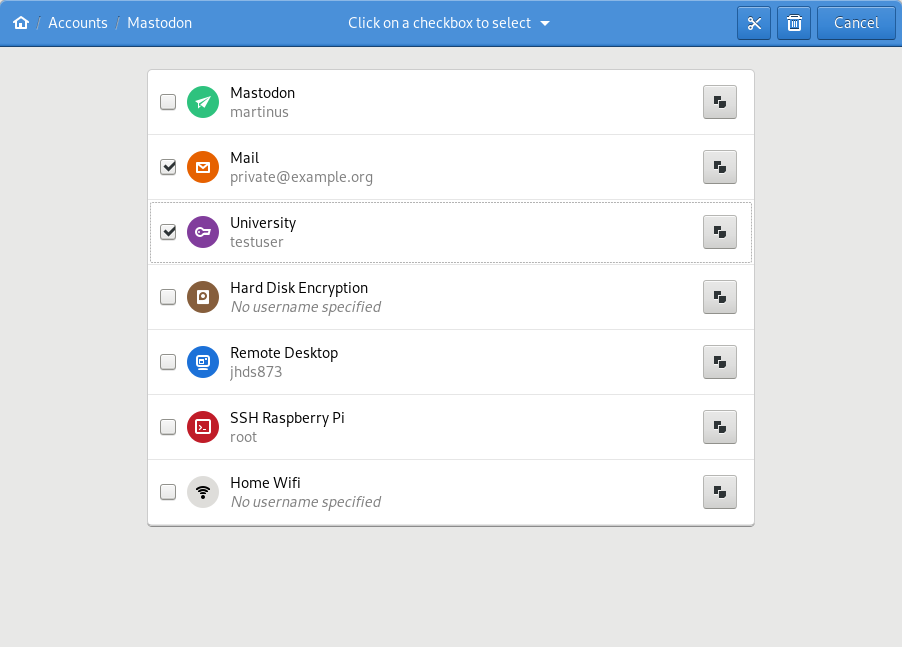 / Accounts / Mastodon
Click on a checkbox to select
Cancel
Mastodon
martinus
Mail
private@example.org
University
testuser
Hard Disk Encryption
No username specified
Remote Desktop
jhds873
SSH Raspberry Pi
root
Home Wifi
No username specified